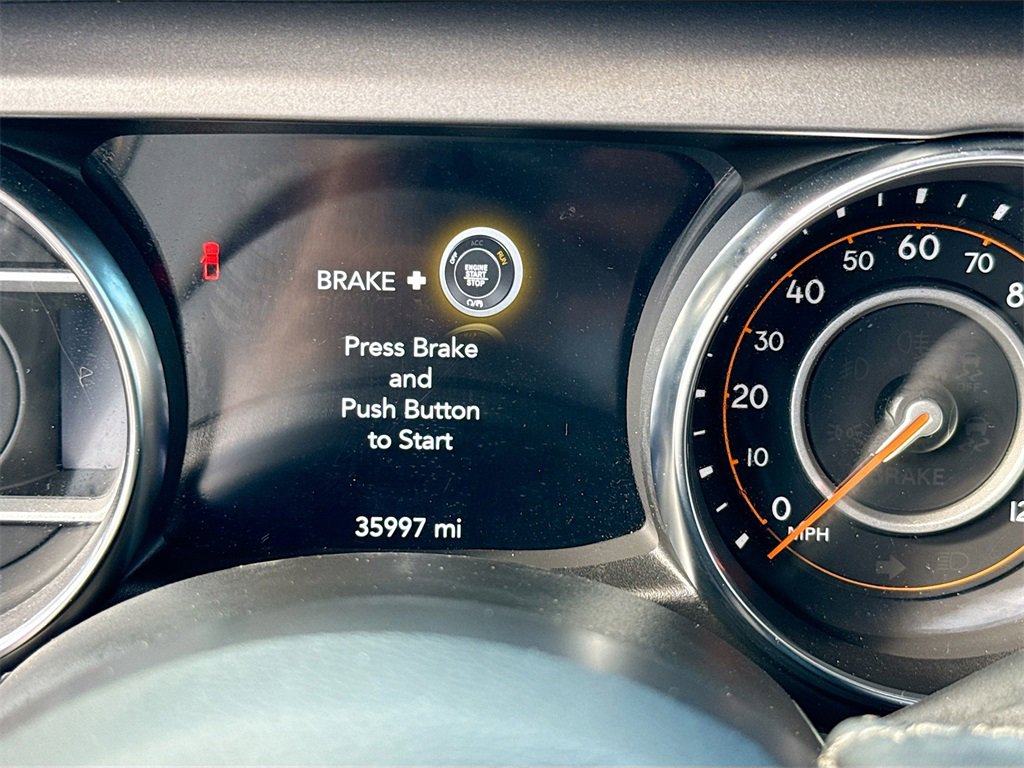 BRAKE +
OFF
ACC
RUN
ENGINE
START
STOP
Press Brake
and
Push Button
to Start
35997 mi
0
10
20
30
40
50
60
70
MPH
BRAKE